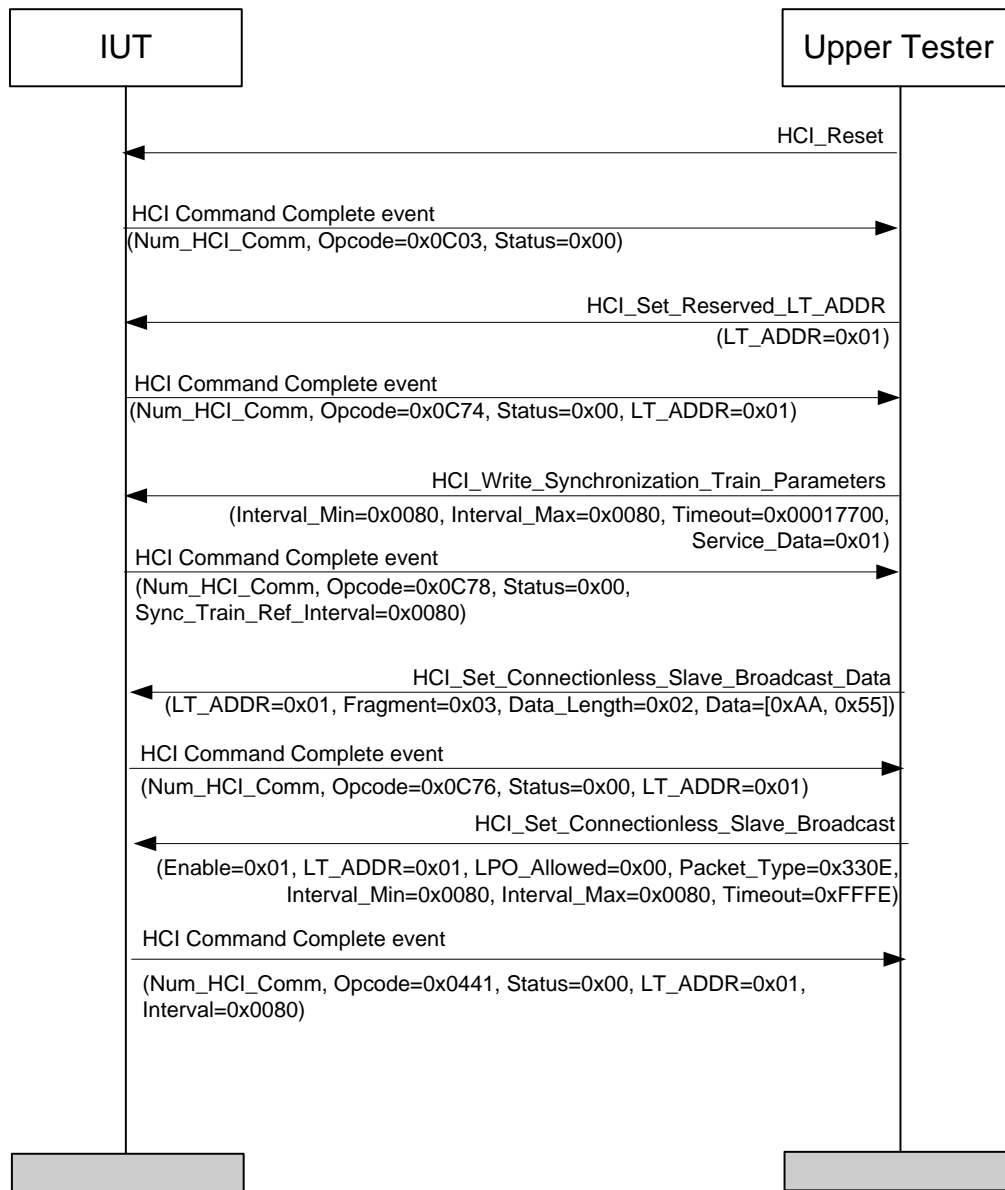 IUT
Upper Tester
HCI_Reset
HCI Command Complete event
(Num_HCI_Comm, Opcode=0x0C03, Status=0x00)
HCI_Set_Reserved_LT_ADDR
(LT_ADDR=0x01)
HCI Command Complete event
(Num_HCI_Comm, Opcode=0x0C74, Status=0x00, LT_ADDR=0x01)
HCI_Write_Synchronization_Train_Parameters
(Interval_Min=0x0080, Interval_Max=0x0080, Timeout=0x00017700,
Service_Data=0x01)
HCI Command Complete event
(Num_HCI_Comm, Opcode=0x0C78, Status=0x00,
Sync_Train_Ref_Interval=0x0080)
HCI_Set_Connectionless_Slave_Broadcast_Data
(LT_ADDR=0x01, Fragment=0x03, Data_Length=0x02, Data=[0xAA, 0x55])
HCI Command Complete event
(Num_HCI_Comm, Opcode=0x0C76, Status=0x00, LT_ADDR=0x01)
HCI_Set_Connectionless_Slave_Broadcast
(Enable=0x01, LT_ADDR=0x01, LPO_Allowed=0x00, Packet_Type=0x330E,
Interval_Min=0x0080, Interval_Max=0x0080, Timeout=0xFFFE)
HCI Command Complete event
(Num_HCI_Comm, Opcode=0x0441, Status=0x00, LT_ADDR=0x01,
Interval=0x0080)